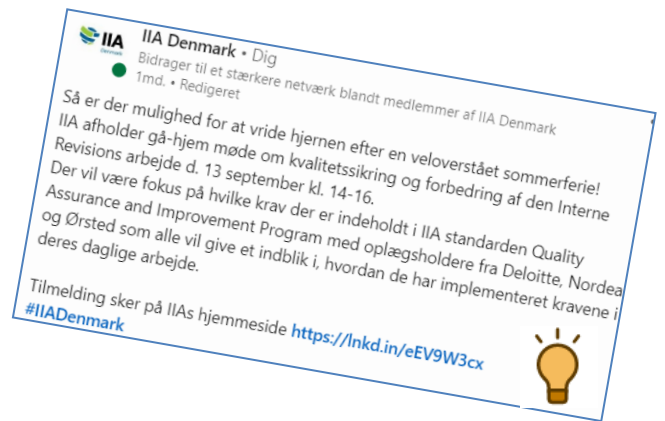 IIA
Denmark
IIA Denmark • Dig
Bidrager til et stærkere netværk blandt medlemmer af IIA Denmark
1md. • Redigeret
Så er der mulighed for at vride hjernen efter en veloverstået sommerferie!
IIA afholder gå-hjem møde om kvalitetssikring og forbedring af den Interne
Revisions arbejde d. 13 september kl. 14-16.
Der vil være fokus på hvilke krav der er indeholdt i IIA standarden Quality
Assurance and Improvement Program med oplægsholdere fra Deloitte, Nordea
og Ørsted som alle vil give et indblik i, hvordan de har implementeret kravene i
deres daglige arbejde.
Tilmelding sker på IIAs hjemmeside https://lnkd.in/eEV9W3cx
#IIADenmark